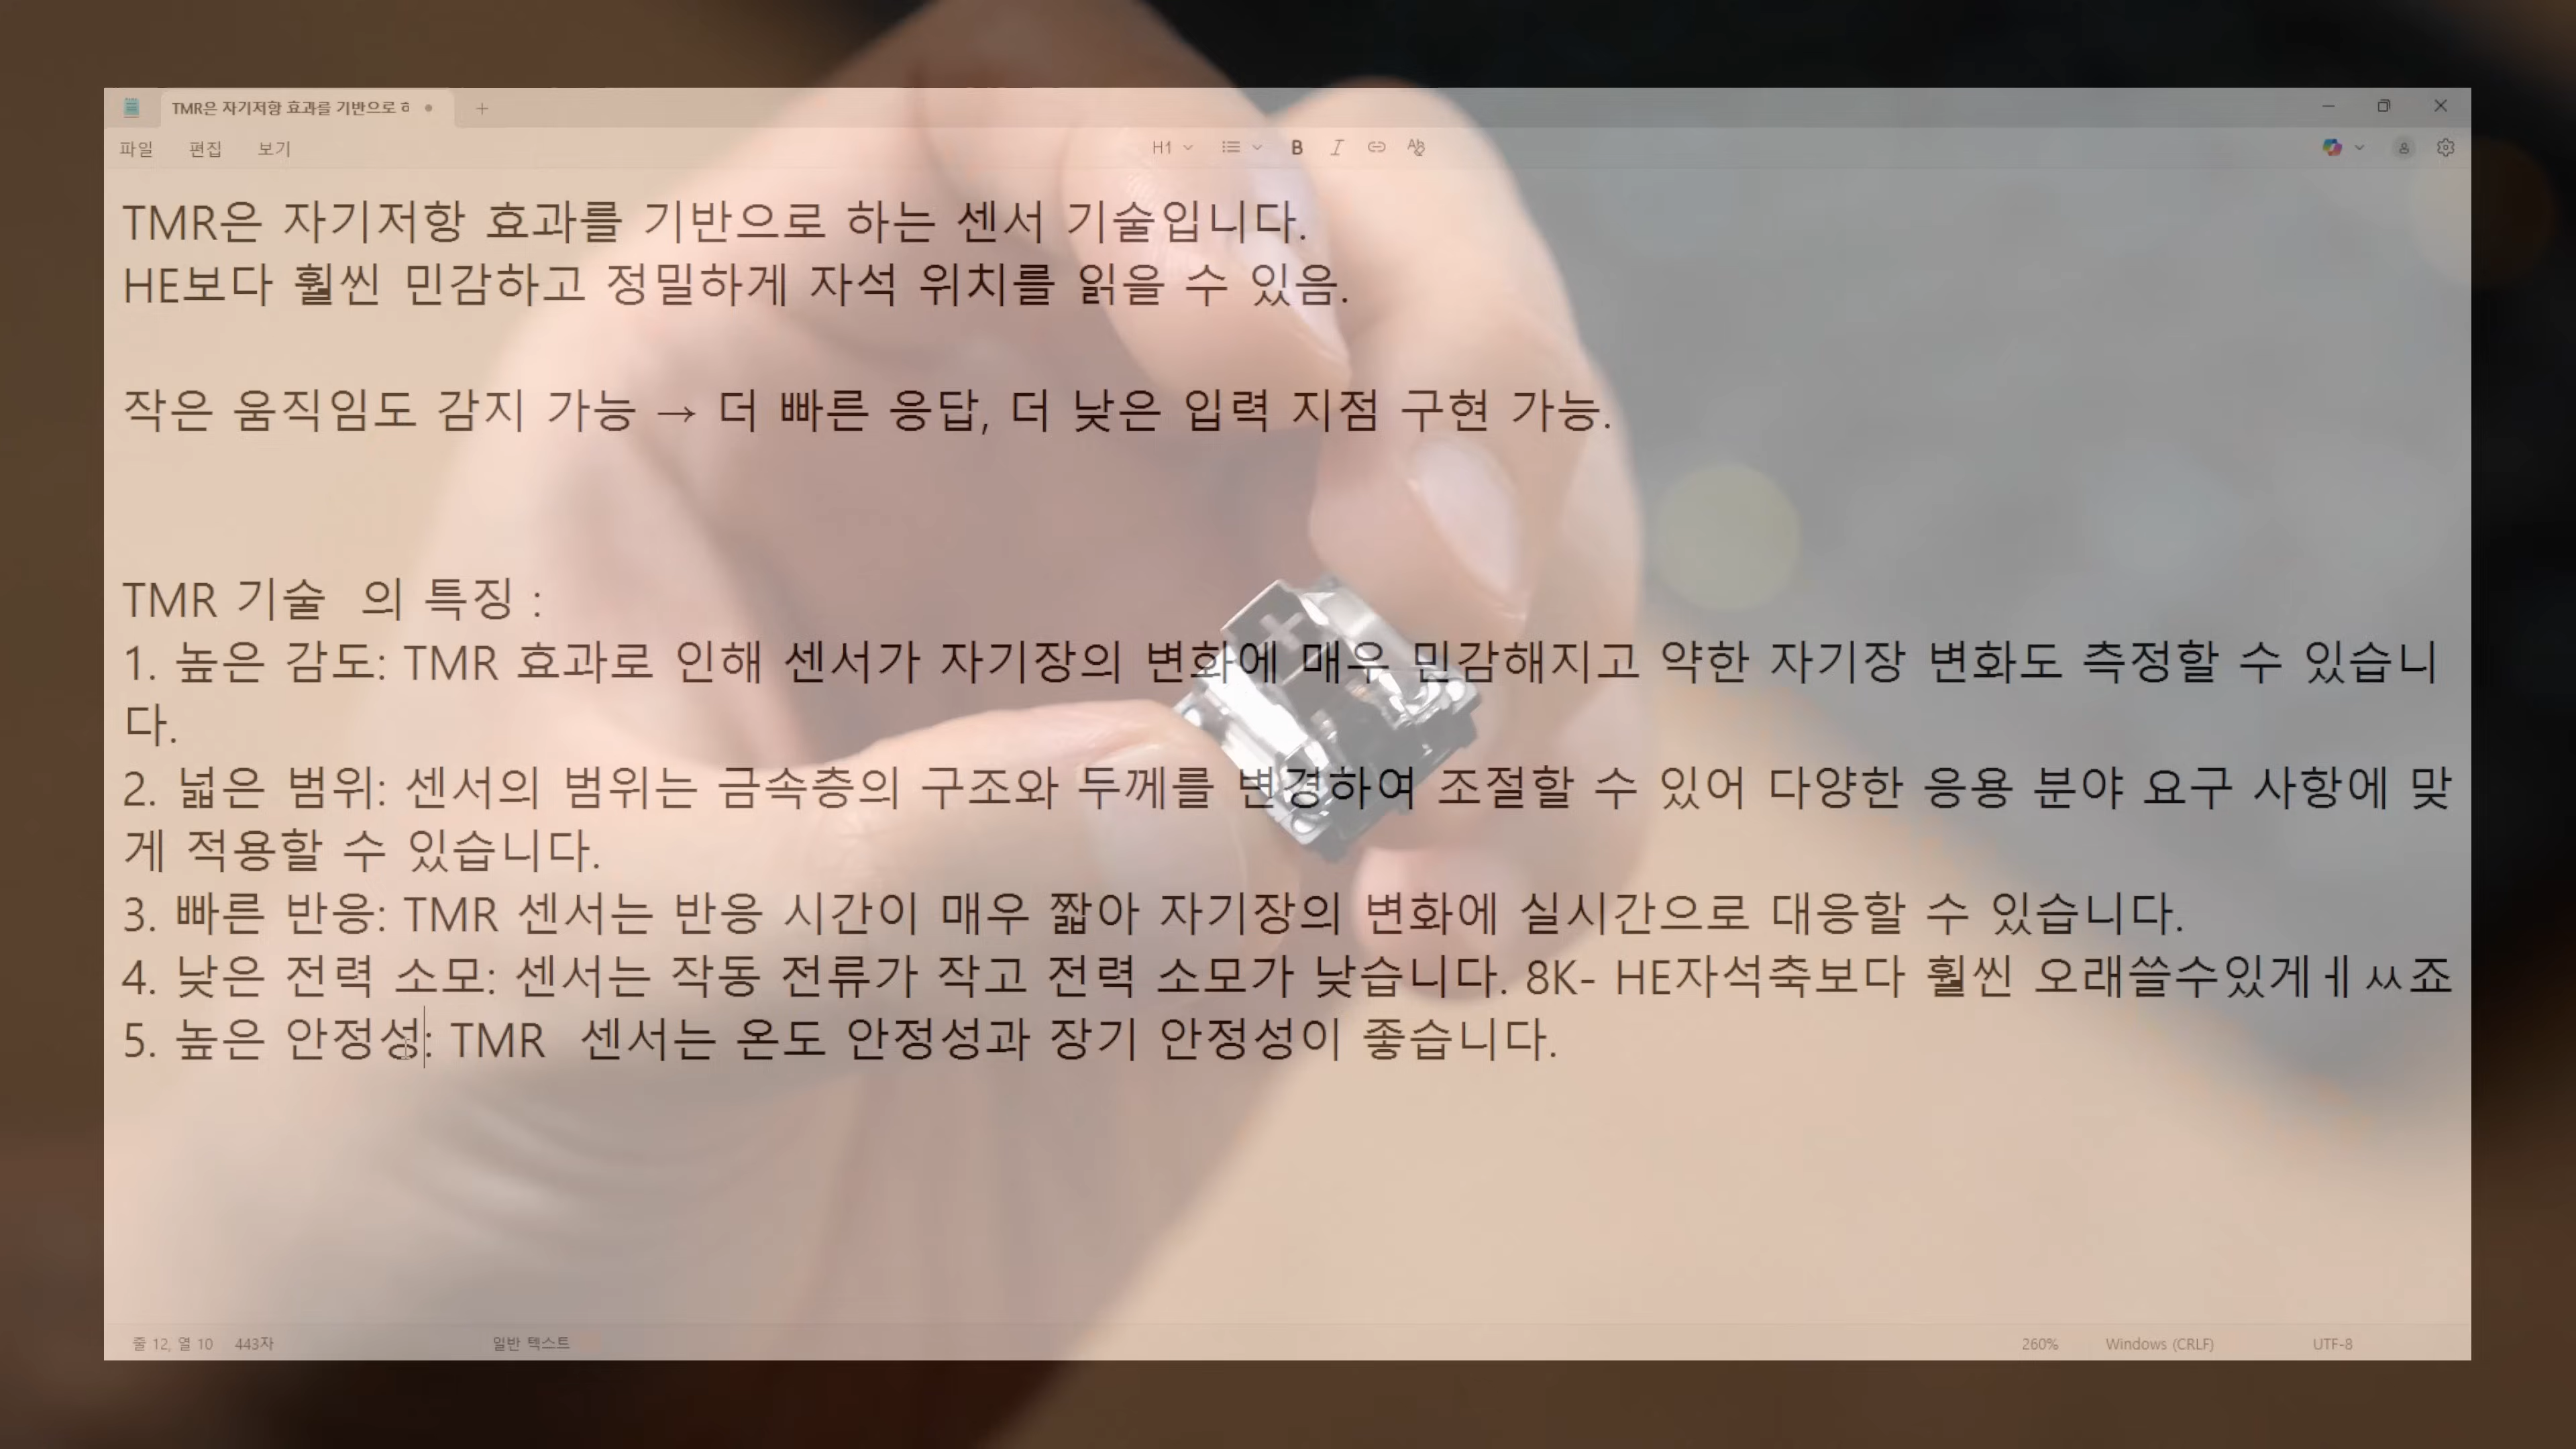 TMR은 자기저항 효과를 기반으로 ㅎ
파일 편집 보기 H1 B I
TMR은 자기저항 효과를 기반으로 하는 센서 기술입니다.
HE보다 훨씬 민감하고 정밀하게 자석 위치를 읽을 수 있음.
작은 움직임도 감지 가능 → 더 빠른 응답, 더 낮은 입력 지점 구현 가능.
TMR 기술 의 특징 :
1. 높은 감도: TMR 효과로 인해 센서가 자기장의 변화에 매우 민감해지고 약한 자기장 변화도 측정할 수 있습니
다.
2. 넓은 범위: 센서의 범위는 금속층의 구조와 두께를 변경하여 조절할 수 있어 다양한 응용 분야 요구 사항에 맞
게 적용할 수 있습니다.
3. 빠른 반응: TMR 센서는 반응 시간이 매우 짧아 자기장의 변화에 실시간으로 대응할 수 있습니다.
4. 낮은 전력 소모: 센서는 작동 전류가 작고 전력 소모가 낮습니다. 8K- HE자석축보다 훨씬 오래쓸수있게ㅔㅆ죠
5. 높은 안정성: TMR 센서는 온도 안정성과 장기 안정성이 좋습니다.
줄 12, 열 10 443자 일반 텍스트 260% Windows (CRLF) UTF-8